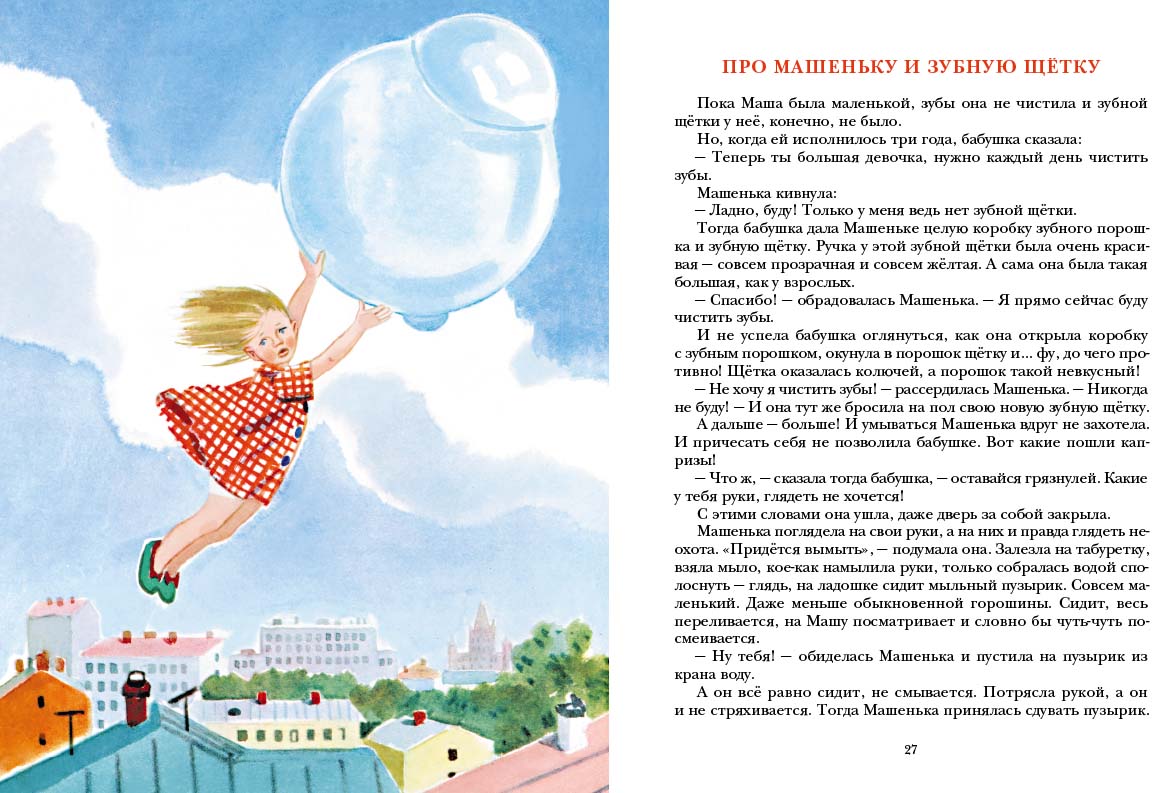 ПРО МАШЕНЬКУ И ЗУБНУЮ ЩЁТКУ
Пока Маша была маленькой, зубы она не чистила и зубной
щётки у неё, конечно, не было.
Но, когда ей исполнилось три года, бабушка сказала:
— Теперь ты большая девочка, нужно каждый день чистить
зубы.
Машенька кивнула:
— Ладно, буду! Только у меня ведь нет зубной щётки.
Тогда бабушка дала Машеньке целую коробку зубного порош-
ка и зубную щётку. Ручка у этой зубной щётки была очень краси-
вая — совсем прозрачная и совсем жёлтая. А сама она была такая
большая, как у взрослых.
— Спасибо! — обрадовалась Машенька. — Я прямо сейчас буду
чистить зубы.
И не успела бабушка оглянуться, как она открыла коробку
с зубным порошком, окунула в порошок щётку и... фу, до чего про-
тивно! Щётка оказалась колючей, а порошок такой невкусный!
— Не хочу я чистить зубы! — рассердилась Машенька. — Никогда
не буду! — И она тут же бросила на пол свою новую зубную щётку.
А дальше — больше! И умываться Машенька вдруг не захотела.
И причесать себя не позволила бабушке. Вот какие пошли кап-
ризы!
— Что ж, — сказала тогда бабушка, — оставайся грязнулей. Какие
у тебя руки, глядеть не хочется!
С этими словами она ушла, даже дверь за собой закрыла.
Машенька поглядела на свои руки, а на них и правда глядеть не-
охота. «Придётся вымыть», — подумала она. Залезла на табуретку,
взяла мыло, кое-как намылила руки, только собралась водой спо-
лоснуть — глядь, на ладошке сидит мыльный пузырик. Совсем ма-
ленький. Даже меньше обыкновенной горошины. Сидит, весь
переливается, на Машу посматривает и словно бы чуть-чуть по-
смеивается.
— Ну тебя! — обиделась Машенька и пустила на пузырик из
крана воду.
А он всё равно сидит, не смывается. Потрясла рукой, а он
и не стряхивается. Тогда Машенька принялась сдувать пузырик.
27